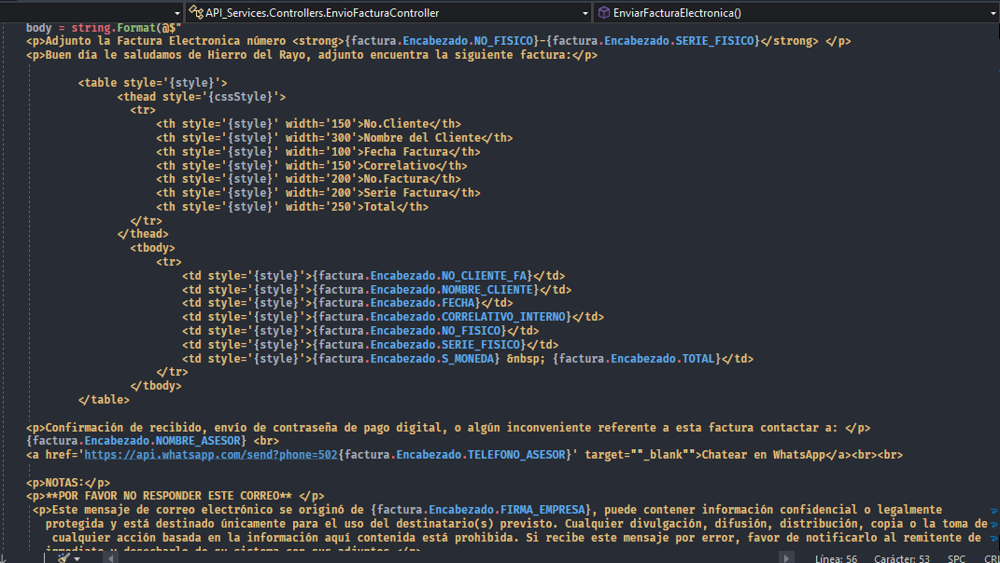 API_Services.Controllers.EnvioFacturaController
EnviarFacturaElectronica()
body = string.Format(@$"
<p>Adjunto la Factura Electronica número <strong>{factura.Encabezado.NO_FISICO}-{factura.Encabezado.SERIE_FISICO}</strong> </p>
<p>Buen día le saludamos de Hierro del Rayo, adjunto encuentra la siguiente factura:</p>
<table style='{style}'>
<thead style='{cssStyle}'>
<tr>
<th style='{style}' width='150'>No.Cliente</th>
<th style='{style}' width='300'>Nombre del Cliente</th>
<th style='{style}' width='100'>Fecha Factura</th>
<th style='{style}' width='150'>Correlativo</th>
<th style='{style}' width='200'>No.Factura</th>
<th style='{style}' width='200'>Serie Factura</th>
<th style='{style}' width='250'>Total</th>
</tr>
</thead>
<tbody>
<tr>
<td style='{style}'>{factura.Encabezado.NO_CLIENTE_FA}</td>
<td style='{style}'>{factura.Encabezado.NOMBRE_CLIENTE}</td>
<td style='{style}'>{factura.Encabezado.FECHA}</td>
<td style='{style}'>{factura.Encabezado.CORRELATIVO_INTERNO}</td>
<td style='{style}'>{factura.Encabezado.NO_FISICO}</td>
<td style='{style}'>{factura.Encabezado.SERIE_FISICO}</td>
<td style='{style}'>{factura.Encabezado.S_MONEDA} &nbsp; {factura.Encabezado.TOTAL}</td>
</tr>
</tbody>
</table>
<p>Confirmación de recibido, envío de contraseña de pago digital, o algún inconveniente referente a esta factura contactar a: </p>
{factura.Encabezado.NOMBRE_ASESOR} <br>
<a href='https://api.whatsapp.com/send?phone=502{factura.Encabezado.TELEFONO_ASESOR}' target=""_blank"">Chatear en WhatsApp</a><br><br>
<p>NOTAS:</p>
<p>**POR FAVOR NO RESPONDER ESTE CORREO** </p>
<p>Este mensaje de correo electrónico se originó de {factura.Encabezado.FIRMA_EMPRESA}, puede contener información confidencial o legalmente
protegida y está destinado únicamente para el uso del destinatario(s) previsto. Cualquier divulgación, difusión, distribución, copia o la toma de
cualquier acción basada en la información aquí contenida está prohibida. Si recibe este mensaje por error, favor de notificarlo al remitente de
inmediato y desecharlo de su sistema con sus adjuntos.</p>
Línea: 56 Carácter: 53 SPC CRL